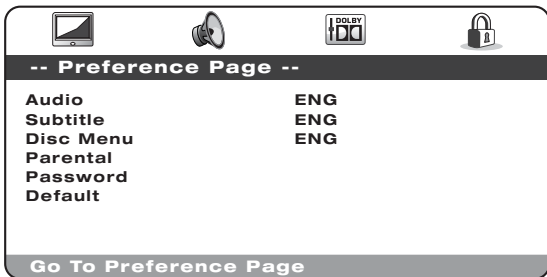 DOLBY
-- Preference Page --
Audio ENG
Subtitle ENG
Disc Menu ENG
Parental
Password
Default
Go To Preference Page